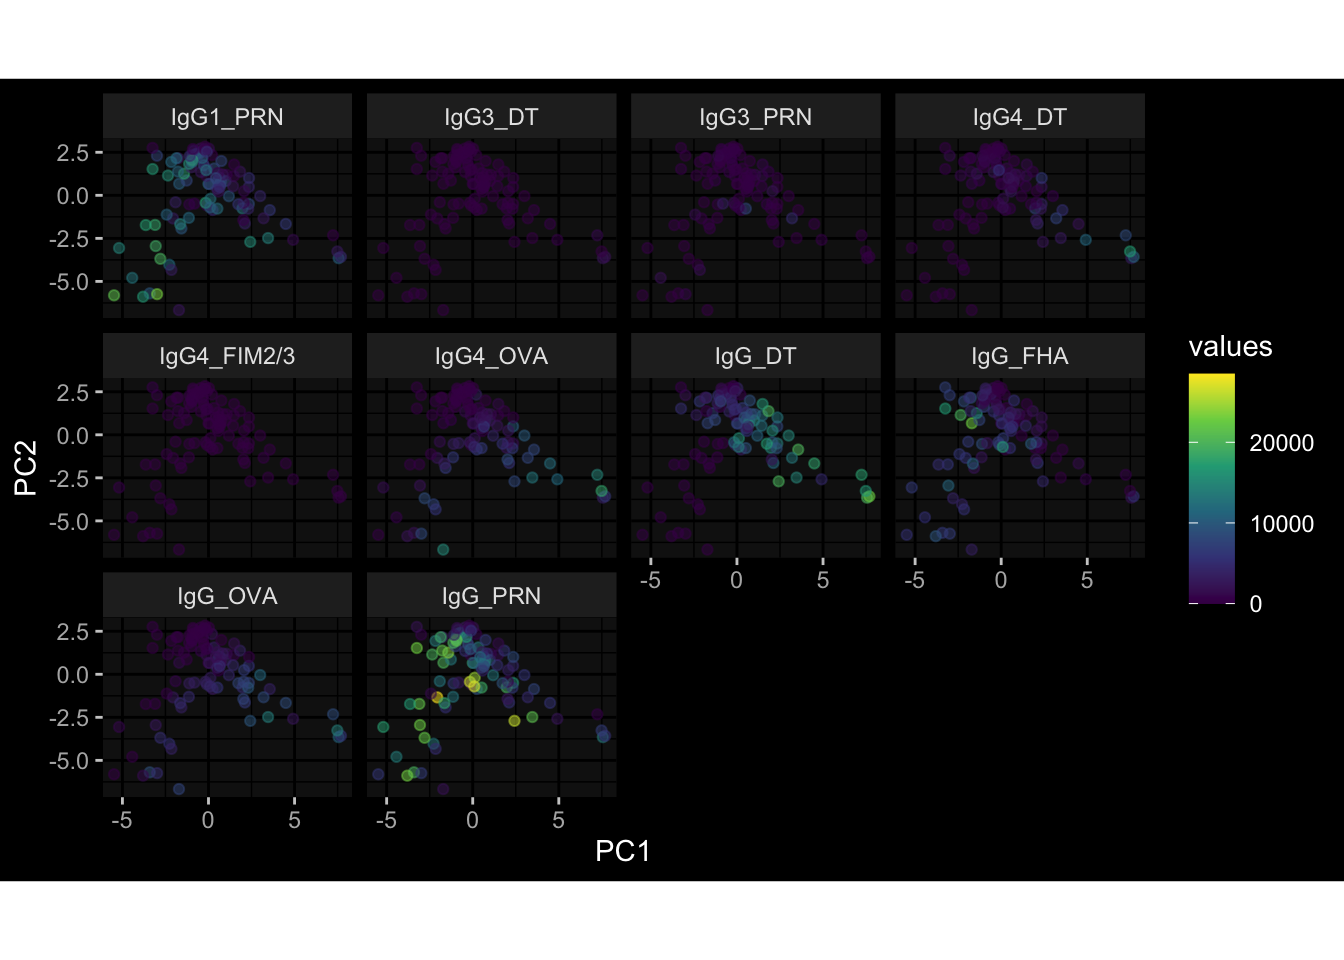 IgG1_PRN IgG3_DT IgG3_PRN IgG4_DT
2.5
0.0
-2.5
-5.0
IgG4_FIM2/3 IgG4_OVA IgG_DT IgG_FHA
2.5
0.0
-2.5
-5.0
-5 0 5 -5 0 5
IgG_OVA IgG_PRN
2.5
0.0
-2.5
-5.0
-5 0 5 -5 0 5
PC1
PC2
values
20000
10000
0